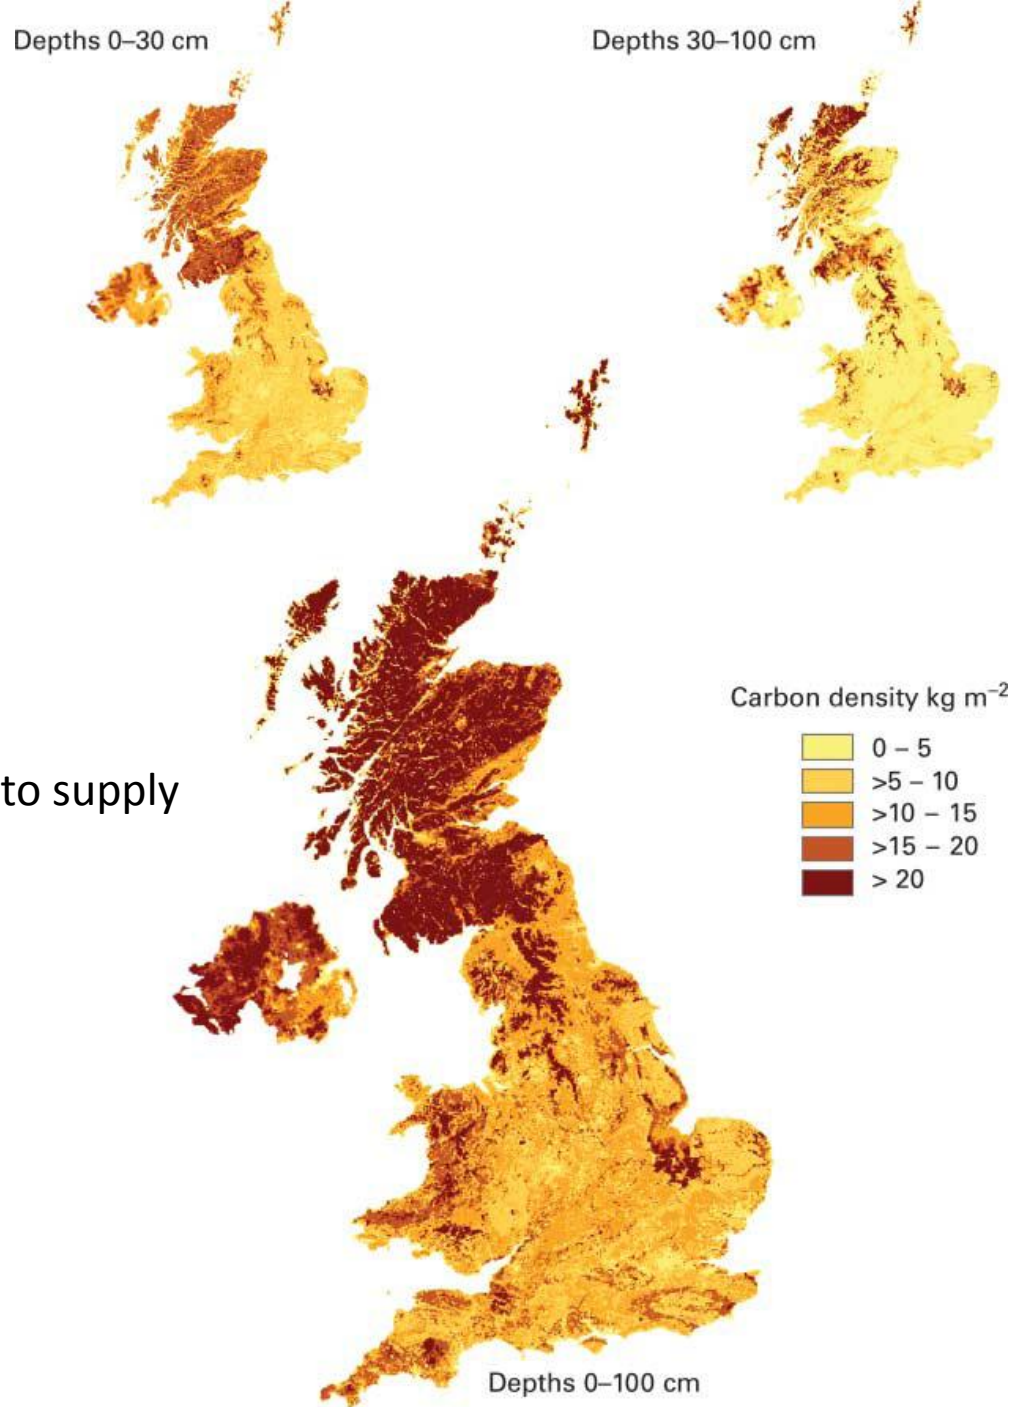 Depths 0–30 cm
Depths 30–100 cm
to supply
Carbon density kg m⁻²
0 – 5
>5 – 10
>10 – 15
>15 – 20
> 20
Depths 0–100 cm